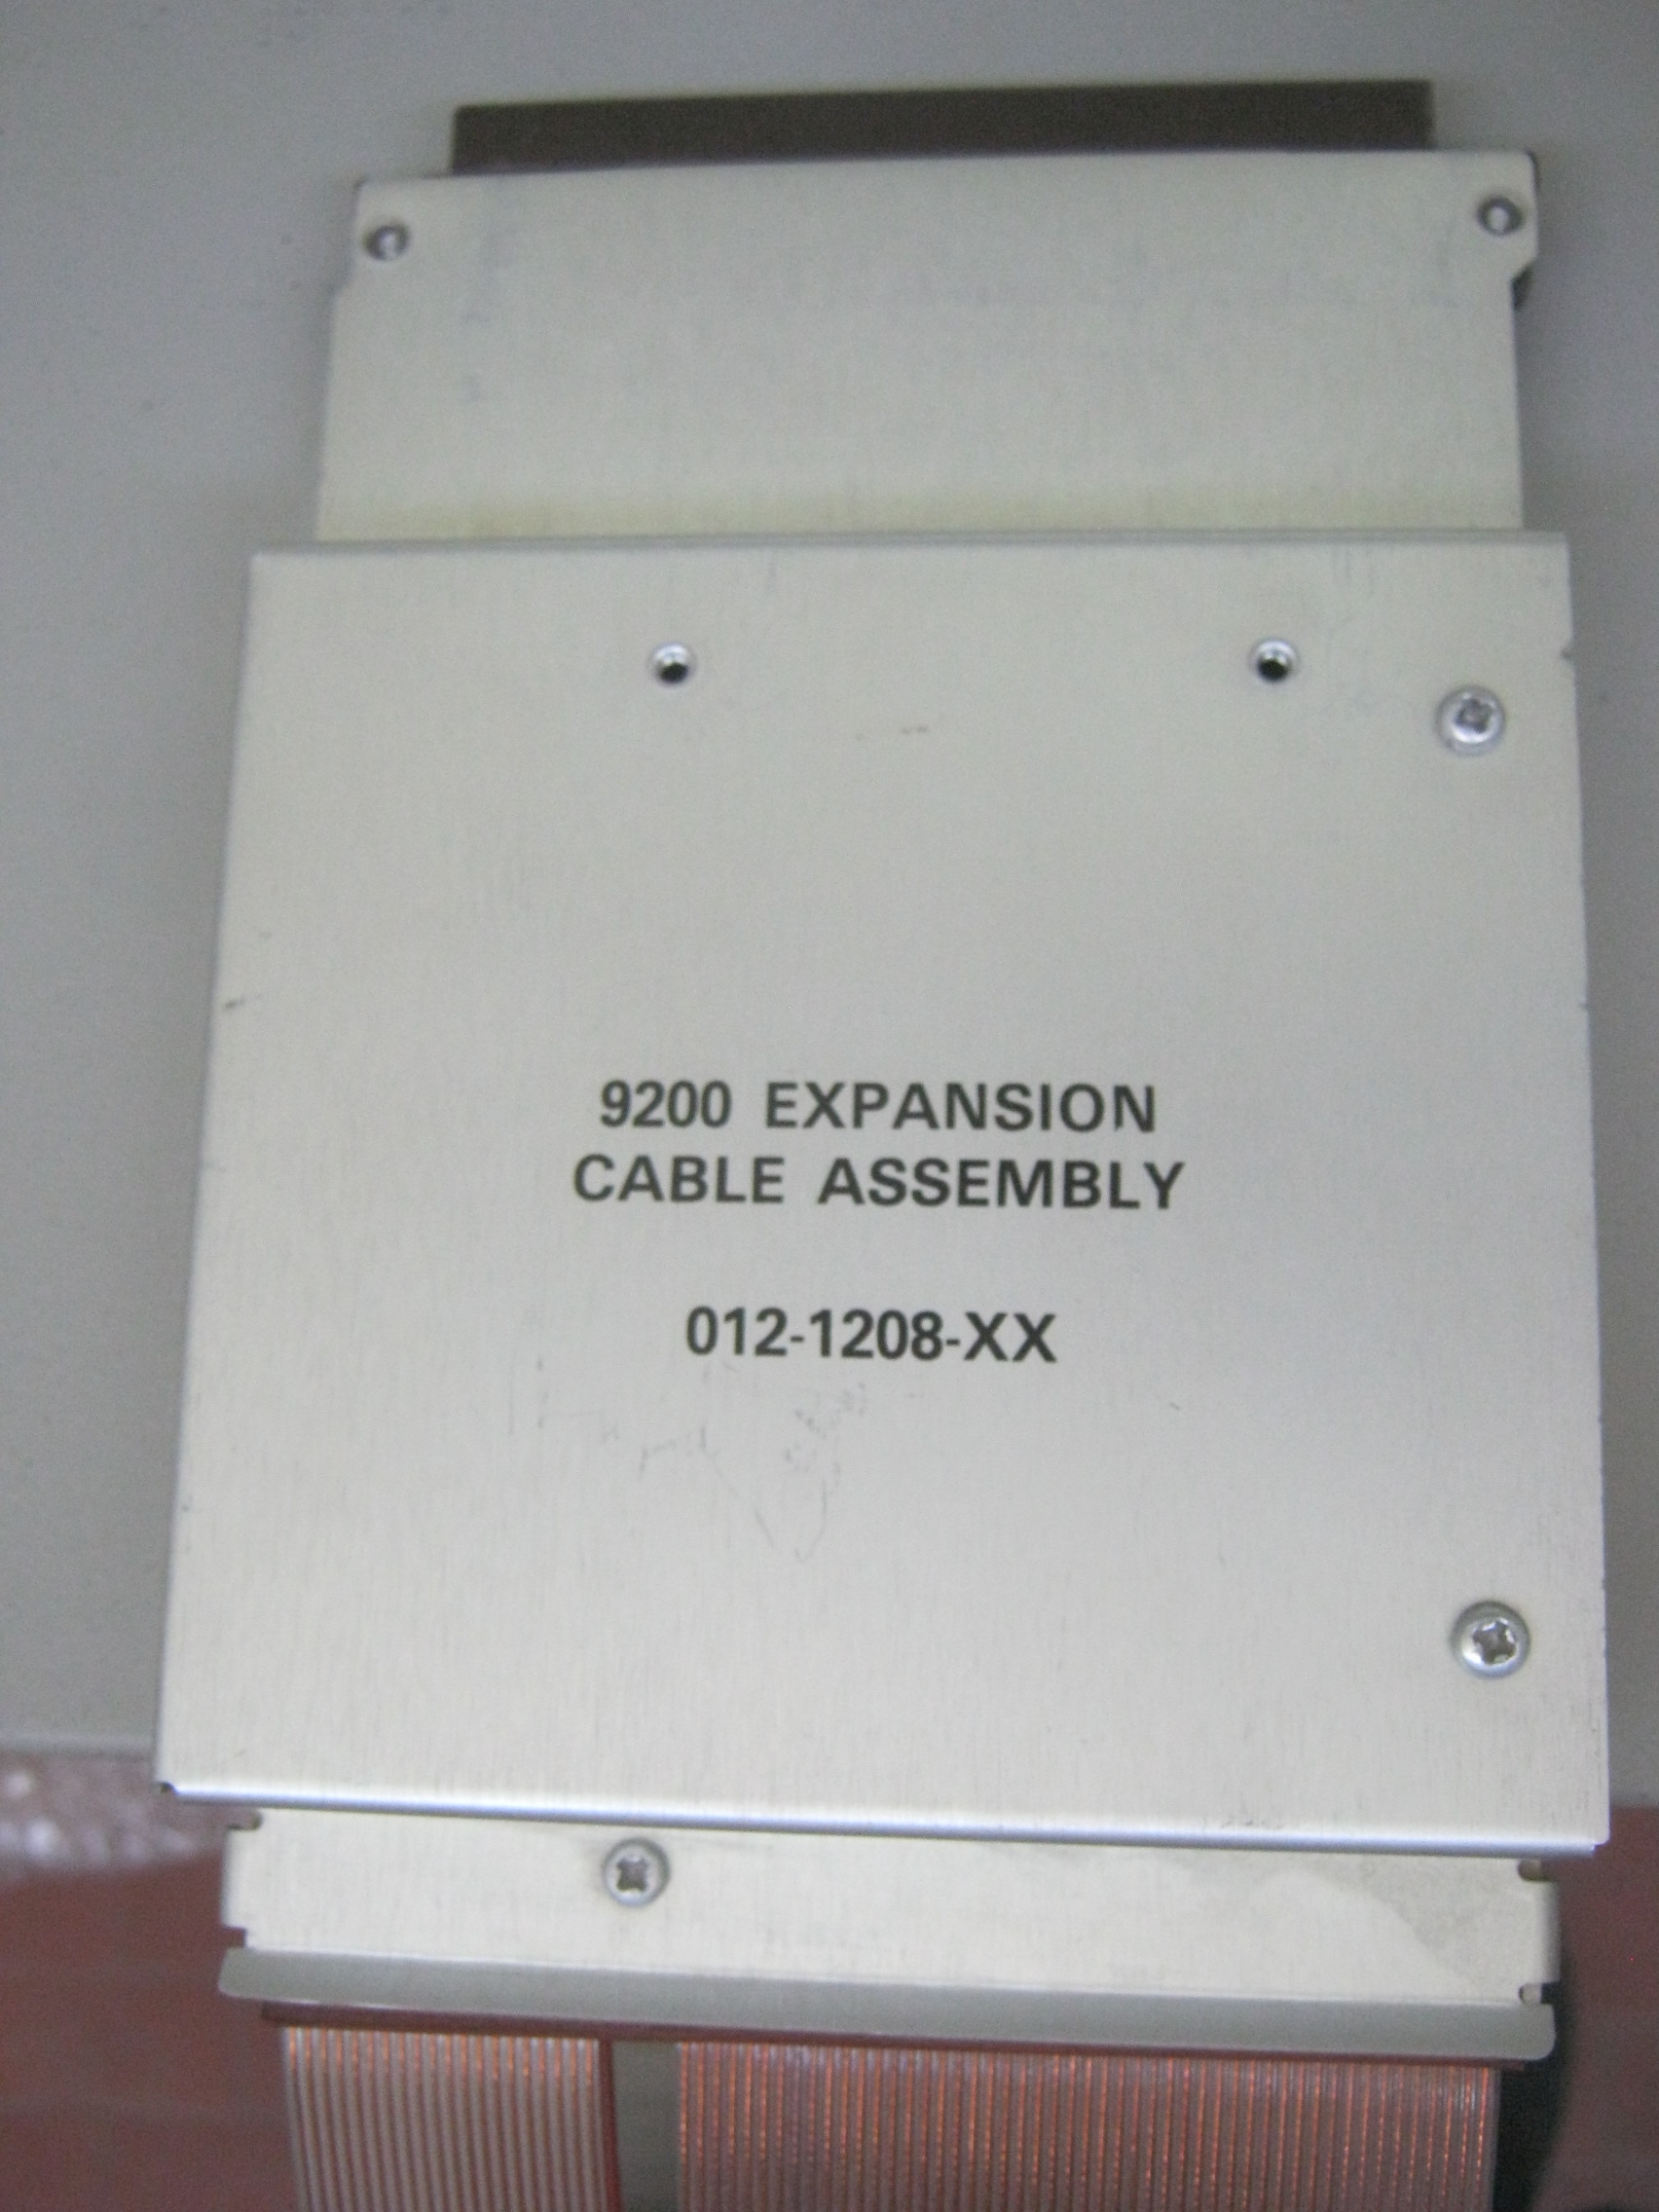 9200 EXPANSION
CABLE ASSEMBLY
012-1208-XX